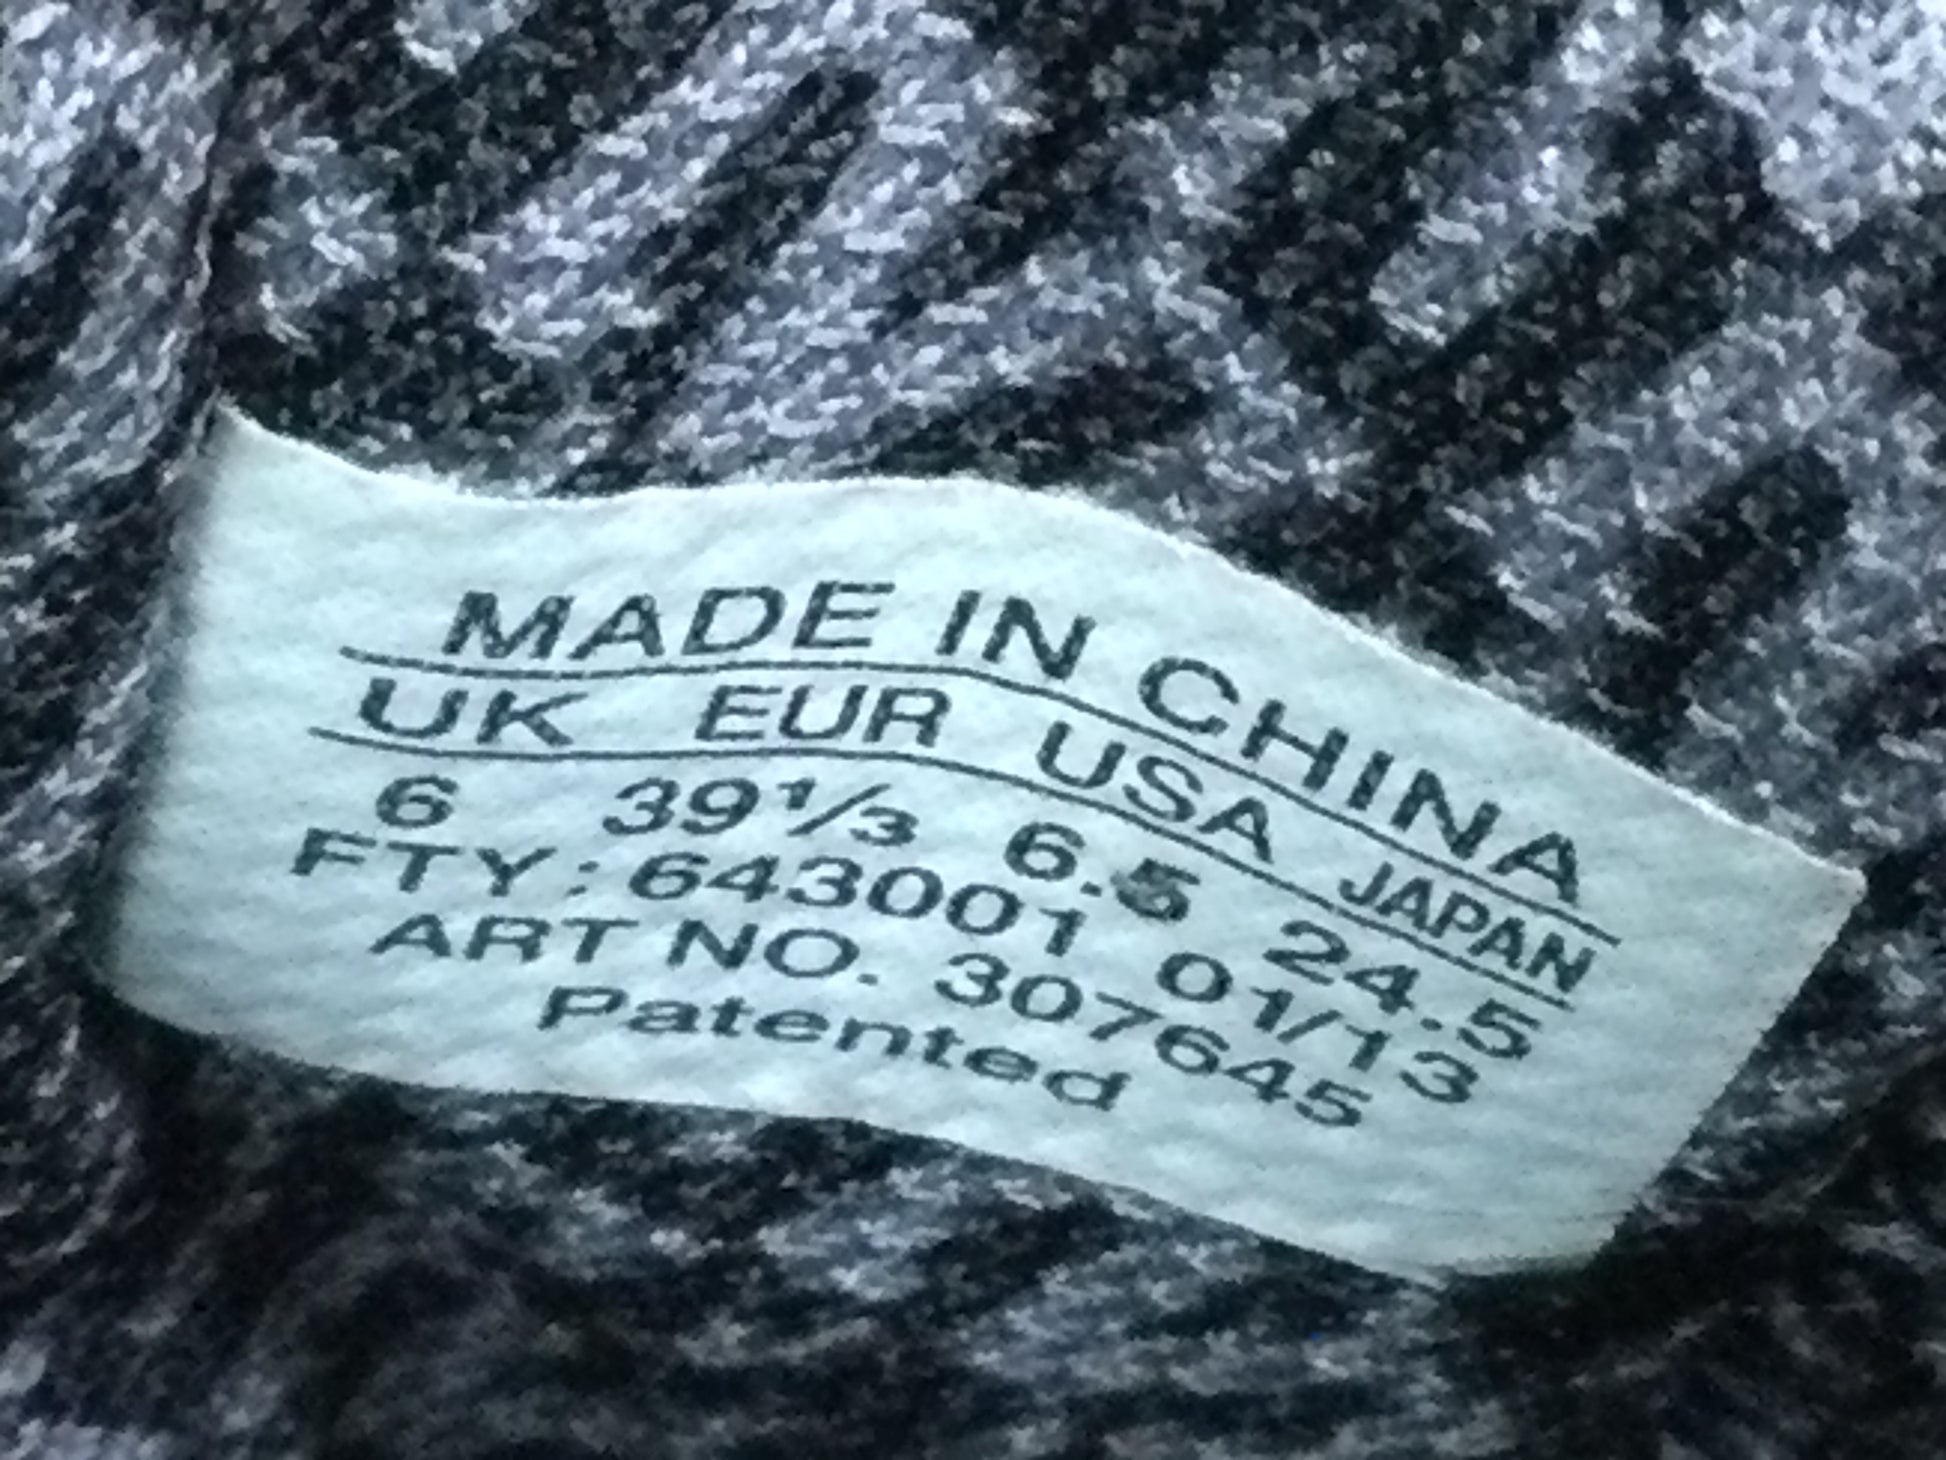 MADE IN CHINA
UK EUR USA JAPAN
6 39⅓ 6.5 24.5
FTY: 643001 01/13
ART NO. 307645
Patented